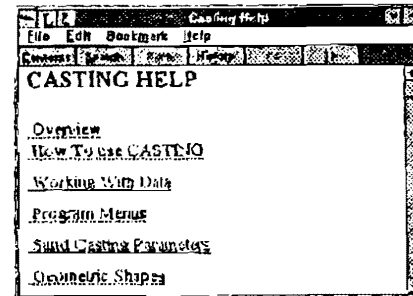 Casting Help
File Edit Bookmark Help
Contents Search History
CASTING HELP
Overview
How To use CASTING
Working With Data
Program Menus
Sand Casting Parameters
Geometric Shapes